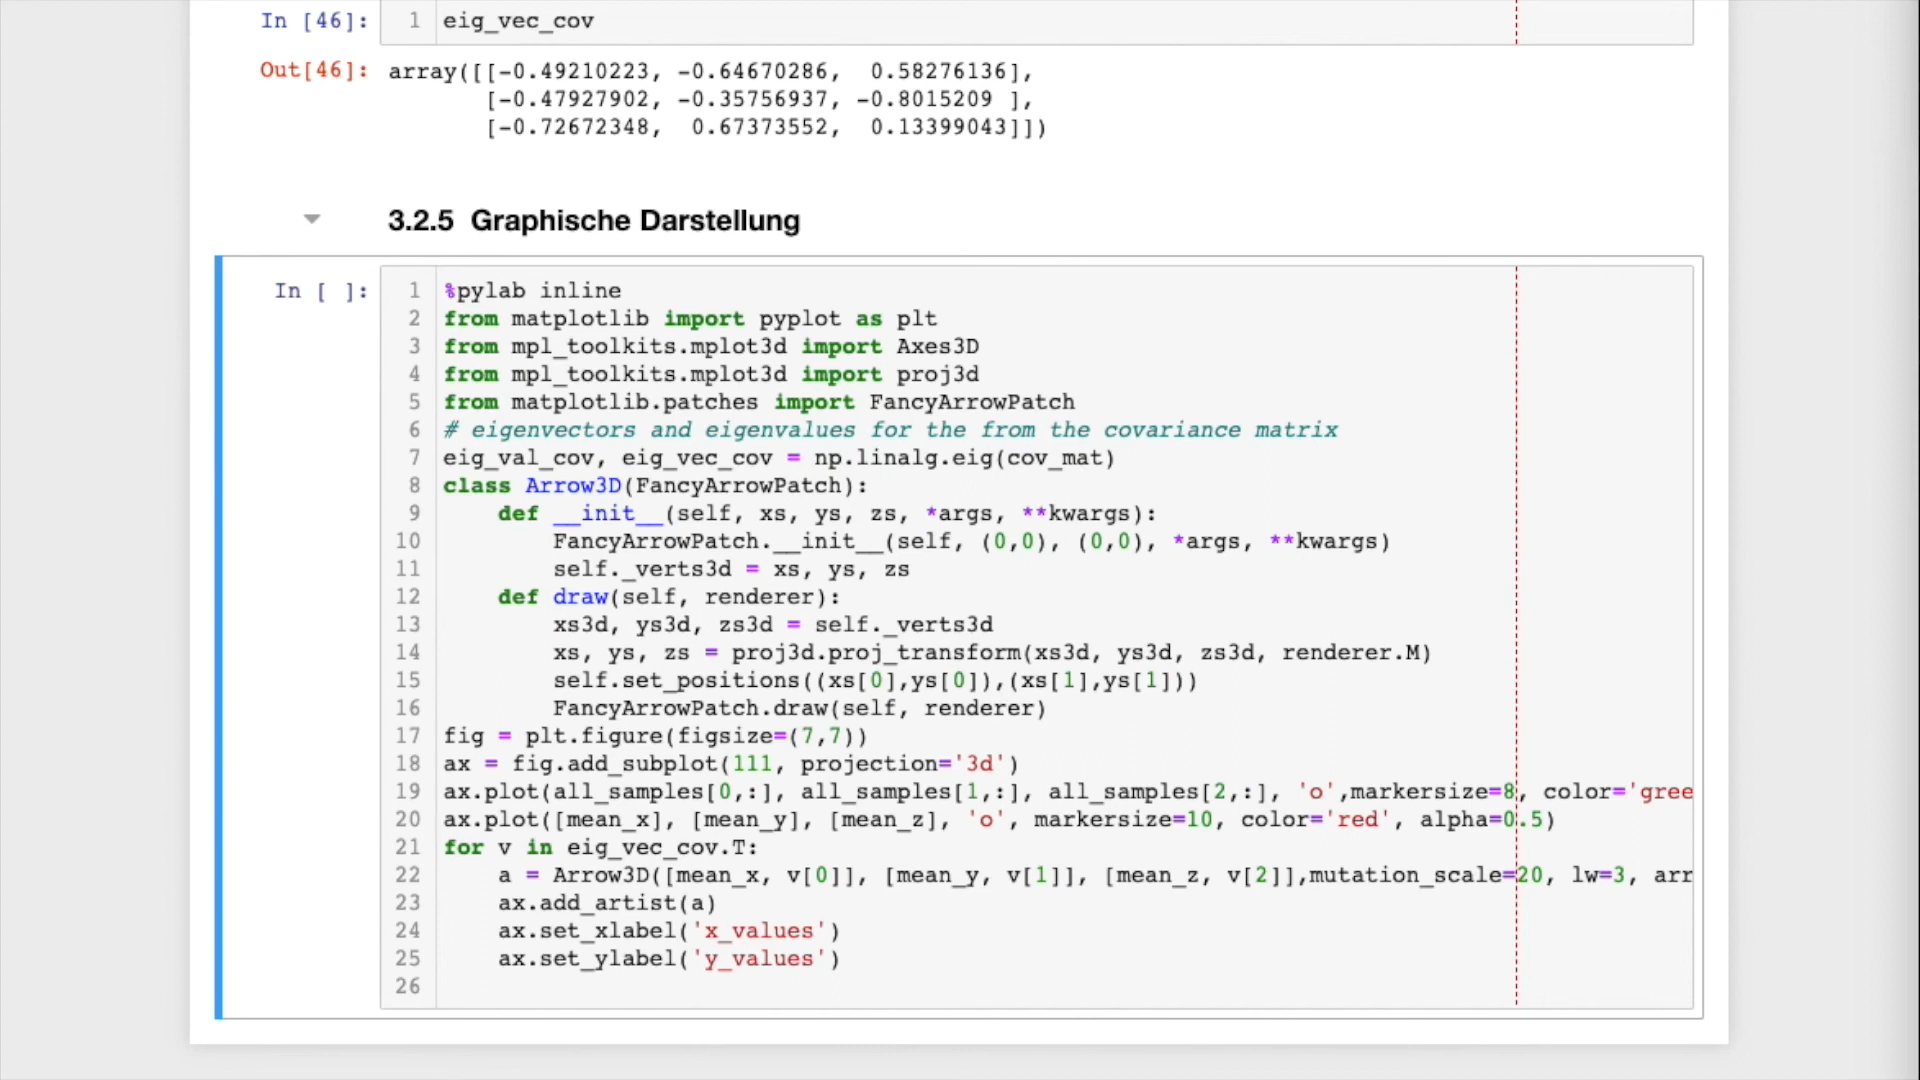 In [46]: 1 eig_vec_cov
Out[46]: array([[-0.49210223, -0.64670286,  0.58276136],
       [-0.47927902, -0.35756937, -0.8015209 ],
       [-0.72672348,  0.67373552,  0.13399043]])
3.2.5 Graphische Darstellung
In [ ]: 1 %pylab inline
2 from matplotlib import pyplot as plt
3 from mpl_toolkits.mplot3d import Axes3D
4 from mpl_toolkits.mplot3d import proj3d
5 from matplotlib.patches import FancyArrowPatch
6 # eigenvectors and eigenvalues for the from the covariance matrix
7 eig_val_cov, eig_vec_cov = np.linalg.eig(cov_mat)
8 class Arrow3D(FancyArrowPatch):
9     def __init__(self, xs, ys, zs, *args, **kwargs):
10         FancyArrowPatch.__init__(self, (0,0), (0,0), *args, **kwargs)
11         self._verts3d = xs, ys, zs
12     def draw(self, renderer):
13         xs3d, ys3d, zs3d = self._verts3d
14         xs, ys, zs = proj3d.proj_transform(xs3d, ys3d, zs3d, renderer.M)
15         self.set_positions((xs[0],ys[0]),(xs[1],ys[1]))
16         FancyArrowPatch.draw(self, renderer)
17 fig = plt.figure(figsize=(7,7))
18 ax = fig.add_subplot(111, projection='3d')
19 ax.plot(all_samples[0,:], all_samples[1,:], all_samples[2,:], 'o',markersize=8, color='gree
20 ax.plot([mean_x], [mean_y], [mean_z], 'o', markersize=10, color='red', alpha=0.5)
21 for v in eig_vec_cov.T:
22     a = Arrow3D([mean_x, v[0]], [mean_y, v[1]], [mean_z, v[2]],mutation_scale=20, lw=3, arr
23     ax.add_artist(a)
24     ax.set_xlabel('x_values')
25     ax.set_ylabel('y_values')
26